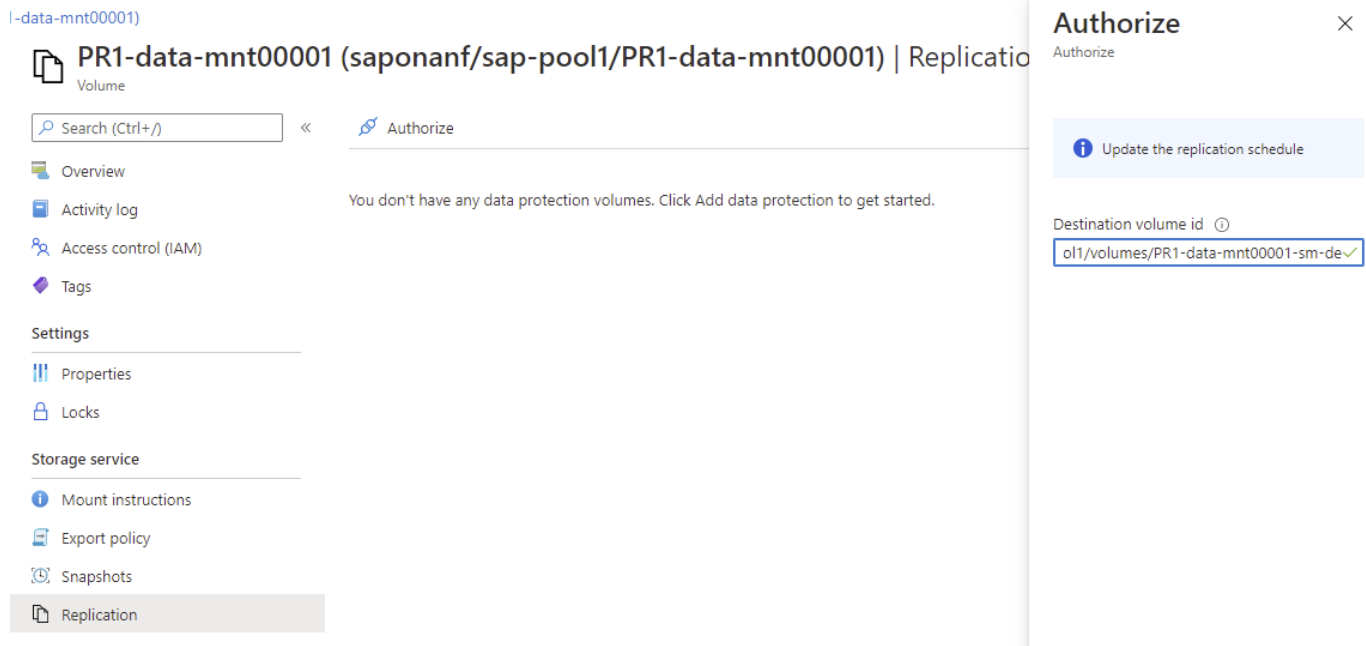 l-data-mnt00001)
PR1-data-mnt00001 (saponanf/sap-pool1/PR1-data-mnt00001) | Replicatio
Volume
Search (Ctrl+/)
«
Overview
Activity log
Access control (IAM)
Tags
Settings
Properties
Locks
Storage service
Mount instructions
Export policy
Snapshots
Replication
Authorize
You don't have any data protection volumes. Click Add data protection to get started.
Authorize
Authorize
Update the replication schedule
Destination volume id
ol1/volumes/PR1-data-mnt00001-sm-de